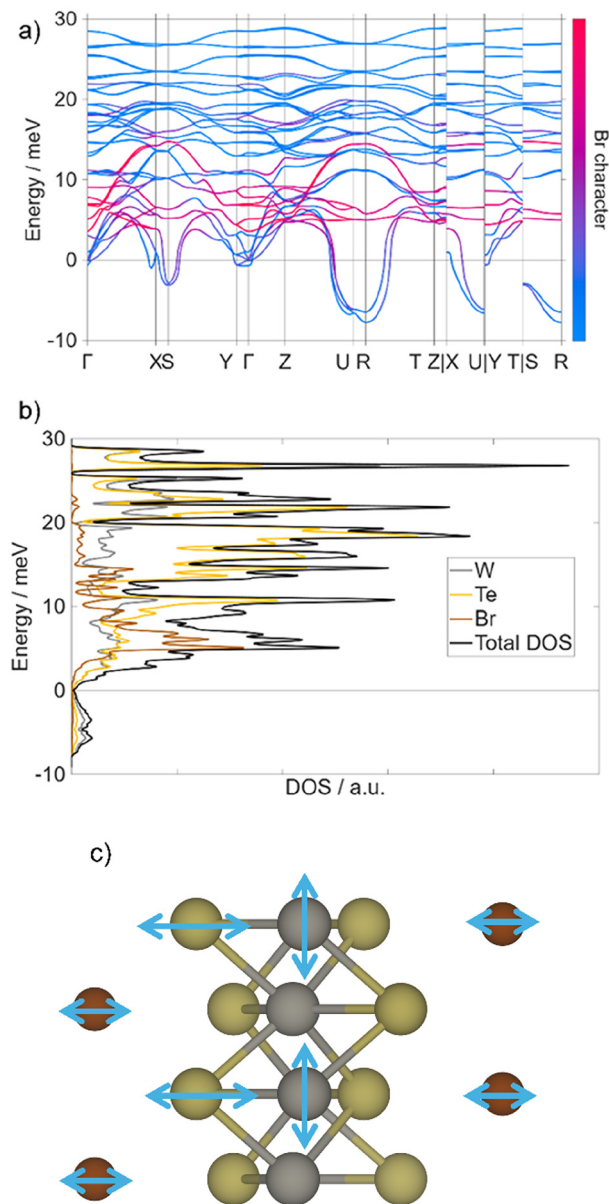 a)
30
20
10
0
-10
Energy / meV
Γ XS Y Γ Z U R T Z|X U|Y T|S R
Br character
b)
30
20
10
0
-10
Energy / meV
W
Te
Br
Total DOS
DOS / a.u.
c)